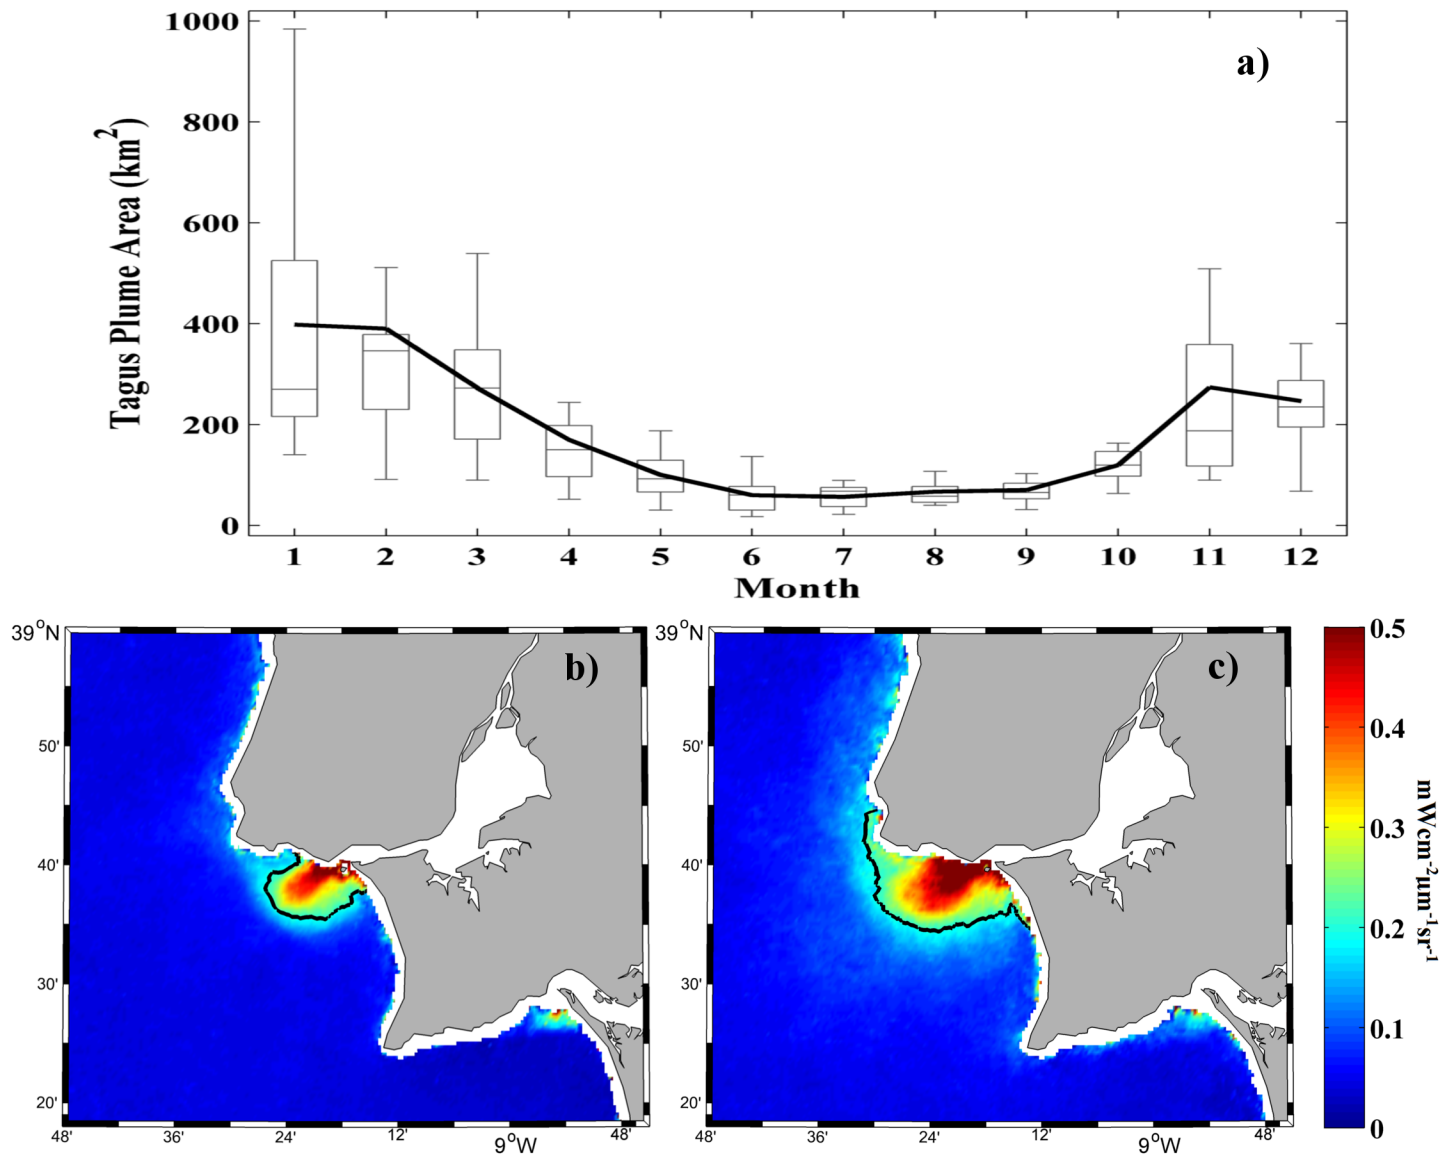 a)
1000
800
600
400
200
0
Tagus Plume Area (km²)
1 2 3 4 5 6 7 8 9 10 11 12
Month
39°N
50'
40'
30'
20'
48' 36' 24' 12' 9°W 48'
b)
39°N
50'
40'
30'
20'
48' 36' 24' 12' 9°W 48'
c)
0.5
0.4
0.3
0.2
0.1
0
mWcm⁻²µm⁻¹sr⁻¹